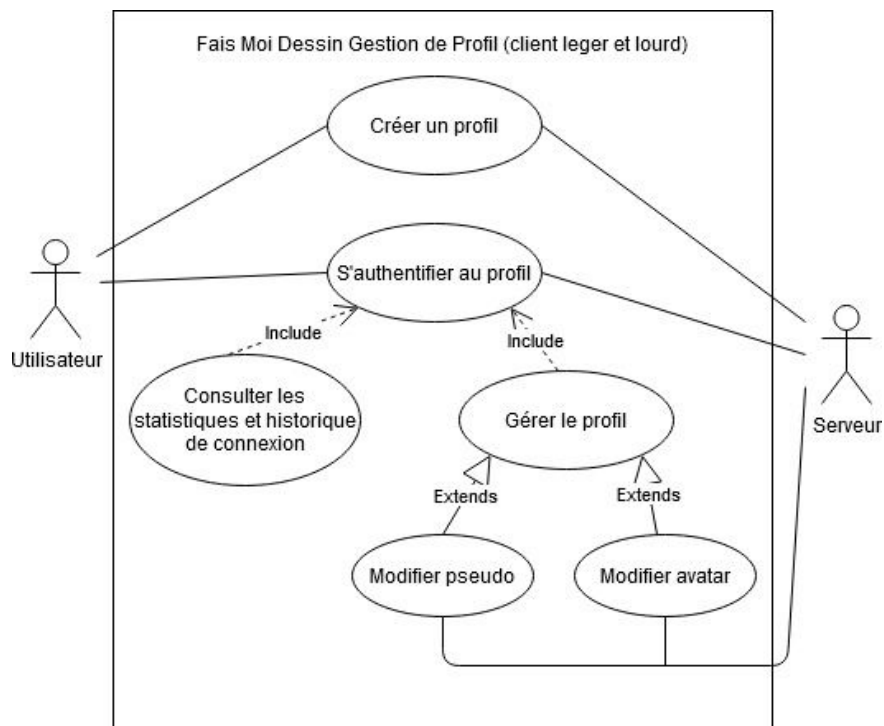 Fais Moi Dessin Gestion de Profil (client leger et lourd)
Créer un profil
S'authentifier au profil
Utilisateur
Include
Include
Consulter les
statistiques et historique
de connexion
Gérer le profil
Serveur
Extends
Extends
Modifier pseudo
Modifier avatar